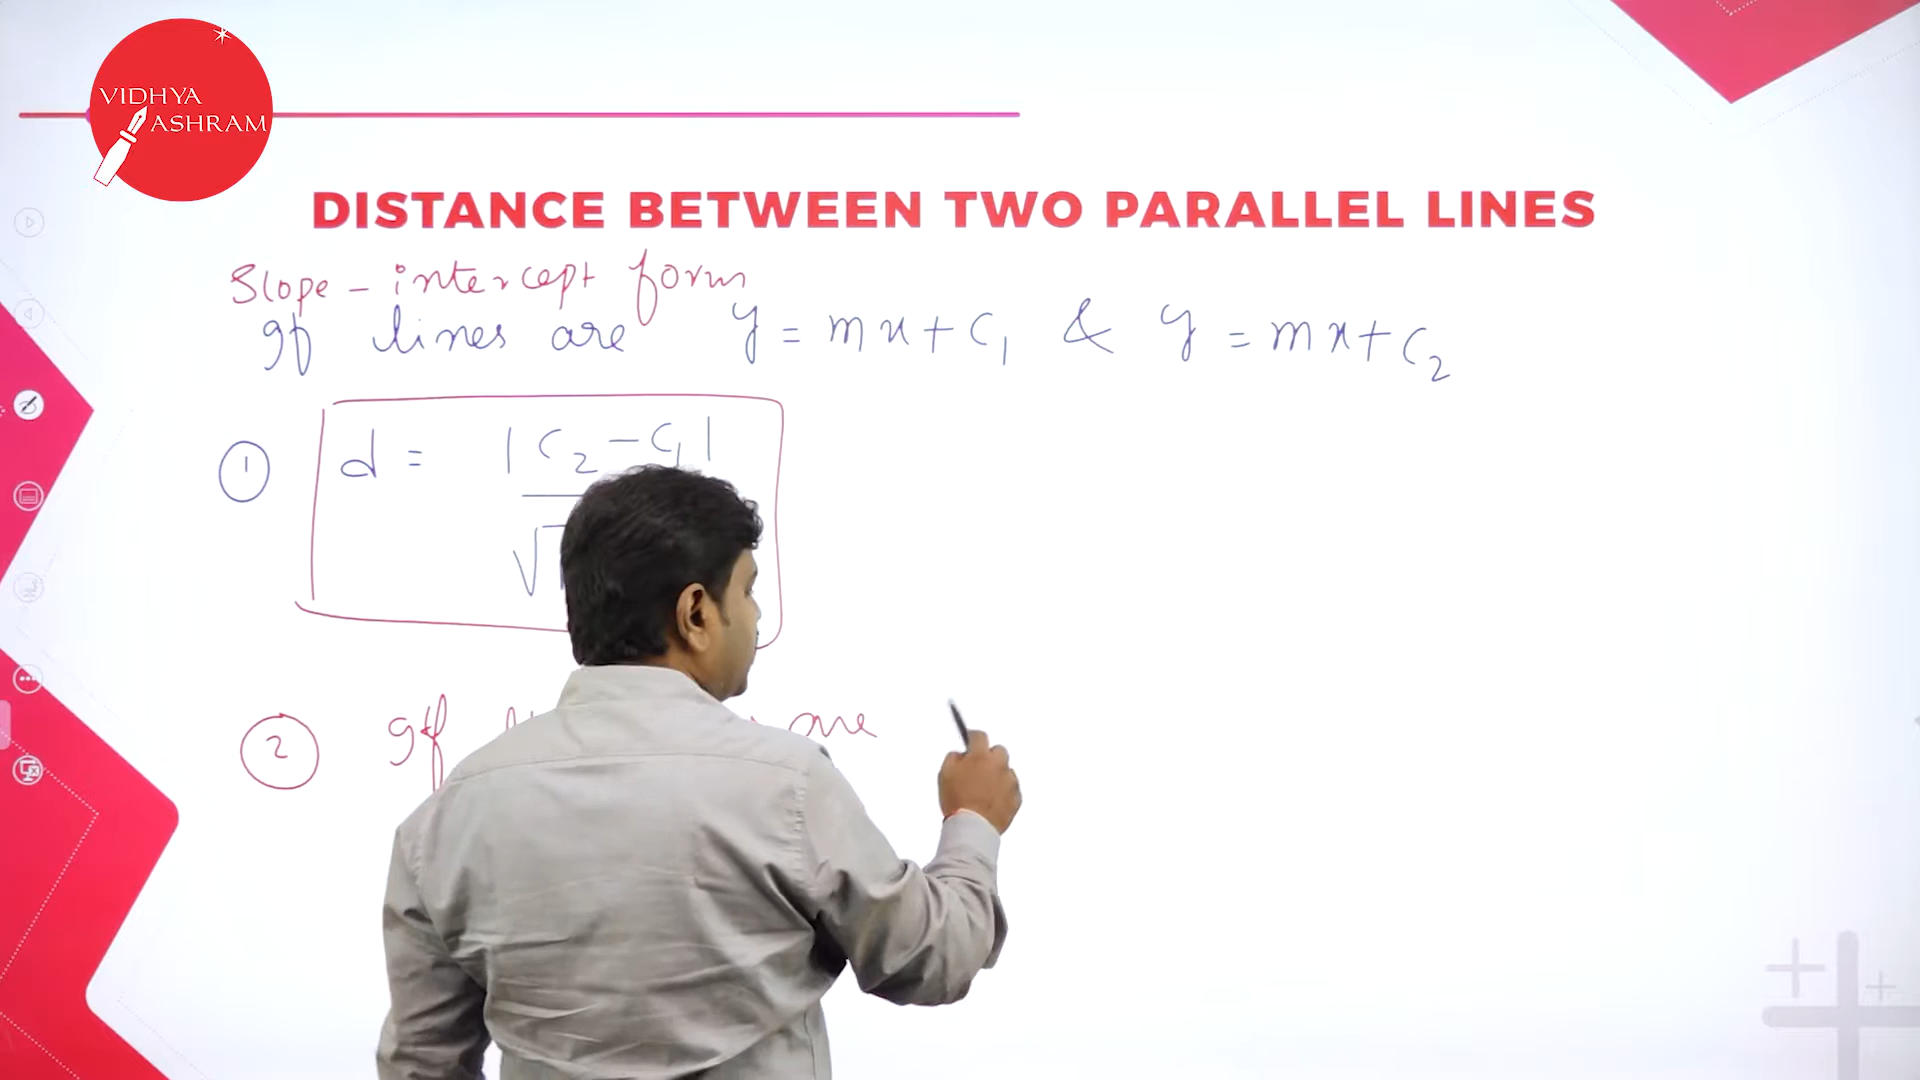 VIDHYA
ASHRAM
DISTANCE BETWEEN TWO PARALLEL LINES
Slope - intercept form
If lines are y = mx + c₁ & y = mx + c₂
① d = |c₂ - c₁|
√
② If are